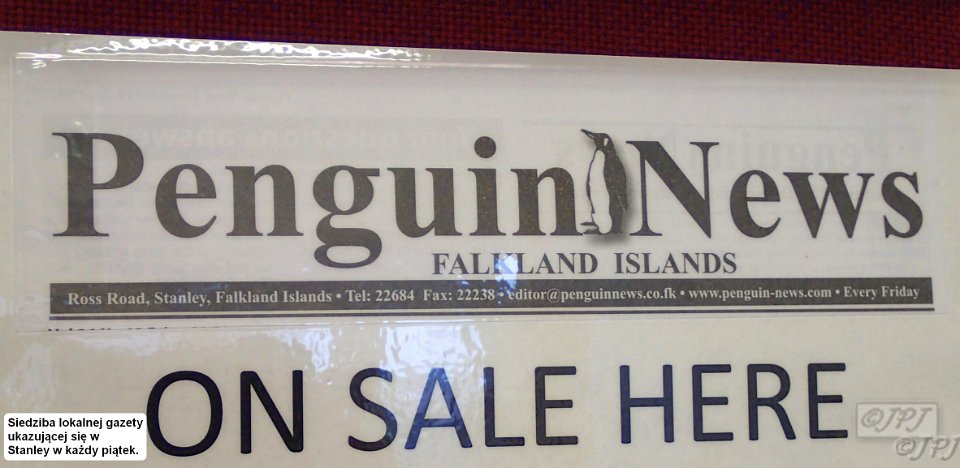 Penguin News
FALKLAND ISLANDS
Ross Road, Stanley, Falkland Islands • Tel: 22684 Fax: 22238 • editor@penguinnews.co.fk • www.penguin-news.com • Every Friday
ON SALE HERE
Siedziba lokalnej gazety
ukazującej się w
Stanley w każdy piątek.
©JPJ
©JPJ